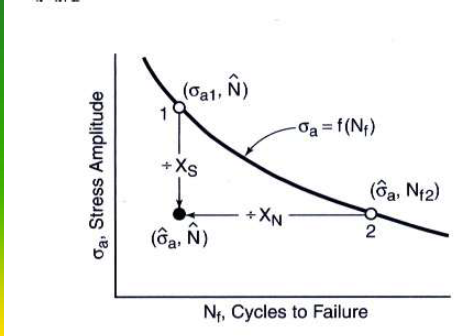 (σa1, N̂)
1
σa = f(Nf)
÷ XS
(σ̂a, Nf2)
÷ XN
(σ̂a, N̂)
2
σa, Stress Amplitude
Nf, Cycles to Failure